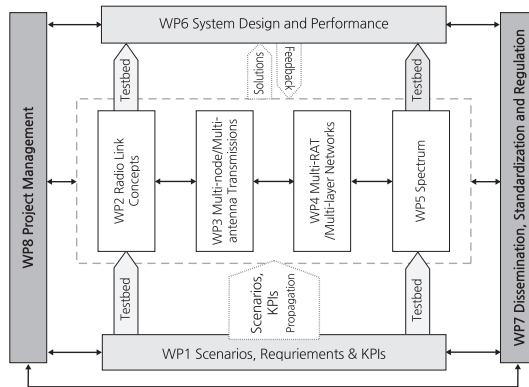 WP6 System Design and Performance
WP8 Project Management
Testbed
Solutions
Feedback
Testbed
WP2 Radio Link
Concepts
WP3 Multi-node/Multi-
antenna Transmissions
WP4 Multi-RAT
/Multi-layer Networks
WP5 Spectrum
WP7 Dissemination, Standardization and Regulation
Testbed
Scenarios,
KPIs
Propagation
Testbed
WP1 Scenarios, Requriements & KPIs